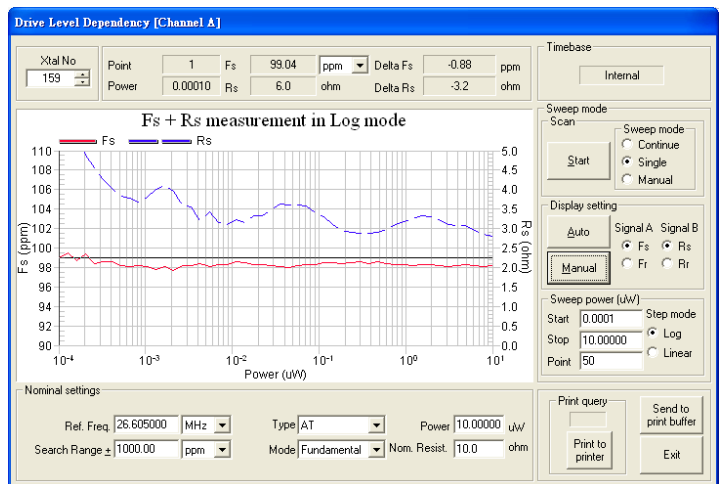 Drive Level Dependency [Channel A]
Xtal No
159
Point 1 Fs 99.04 ppm Delta Fs -0.88 ppm
Power 0.00010 Rs 6.0 ohm Delta Rs -3.2 ohm
Timebase
Internal
Fs + Rs measurement in Log mode
Fs Rs
110
108
106
104
102
100
98
96
94
92
90
Fs (ppm)
5.0
4.5
4.0
3.5
3.0
2.5
2.0
1.5
1.0
0.5
0.0
Rs (ohm)
10-4 10-3 10-2 10-1 100 101
Power (uW)
Sweep mode
Scan
Start
Sweep mode
Continue
Single
Manual
Display setting
Auto
Manual
Signal A Signal B
Fs Rs
Fr Rr
Sweep power (uW)
Start 0.0001
Stop 10.00000
Point 50
Step mode
Log
Linear
Nominal settings
Ref. Freq. 26.605000 MHz Type AT Power 10.00000 uW
Search Range ± 1000.00 ppm Mode Fundamental Nom. Resist. 10.0 ohm
Print query
Print to
printer
Send to
print buffer
Exit